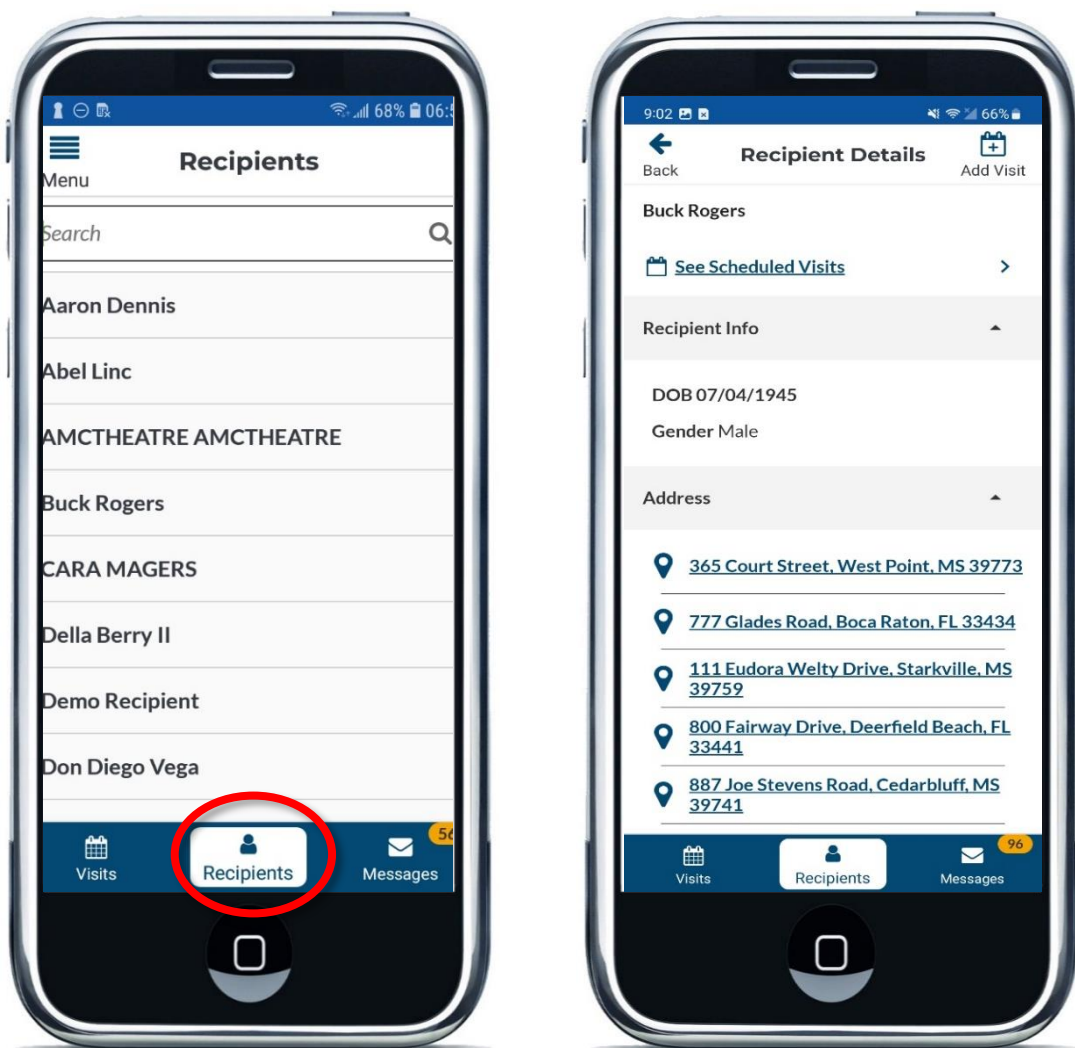 68% 06:5
Recipients
Menu
Search
Aaron Dennis
Abel Linc
AMCTHEATRE AMCTHEATRE
Buck Rogers
CARA MAGERS
Della Berry II
Demo Recipient
Don Diego Vega
56
Visits
Recipients
Messages
9:02 66%
Recipient Details
Back
Add Visit
Buck Rogers
See Scheduled Visits
Recipient Info
DOB 07/04/1945
Gender Male
Address
365 Court Street, West Point, MS 39773
777 Glades Road, Boca Raton, FL 33434
111 Eudora Welty Drive, Starkville, MS
39759
800 Fairway Drive, Deerfield Beach, FL
33441
887 Joe Stevens Road, Cedarbluff, MS
39741
96
Visits
Recipients
Messages